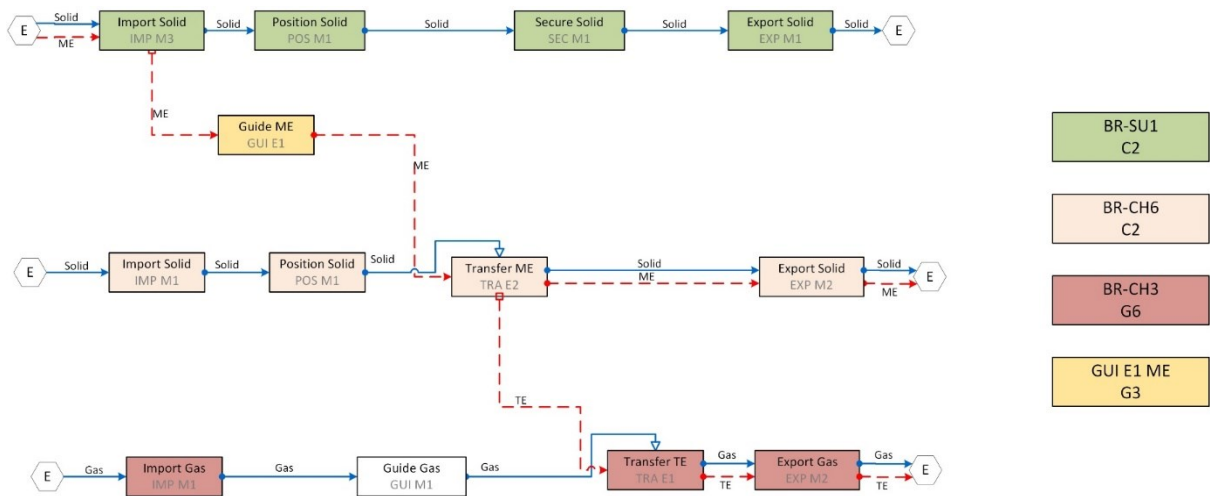 Solid
Import Solid
Solid
Position Solid
Solid
Secure Solid
Solid
Export Solid
Solid
E
IMP M3
POS M1
SEC M1
EXP M1
E
ME
ME
Guide ME
GUI E1
ME
BR-SU1
C2
BR-CH6
C2
Solid
Import Solid
Solid
Position Solid
Solid
Transfer ME
Solid
Export Solid
Solid
E
IMP M1
POS M1
TRA E2
ME
EXP M2
ME
E
BR-CH3
G6
GUI E1 ME
G3
TE
Gas
Import Gas
Gas
Guide Gas
Gas
Transfer TE
Gas
Export Gas
Gas
E
IMP M1
GUI M1
TRA E1
TE
EXP M2
TE
E